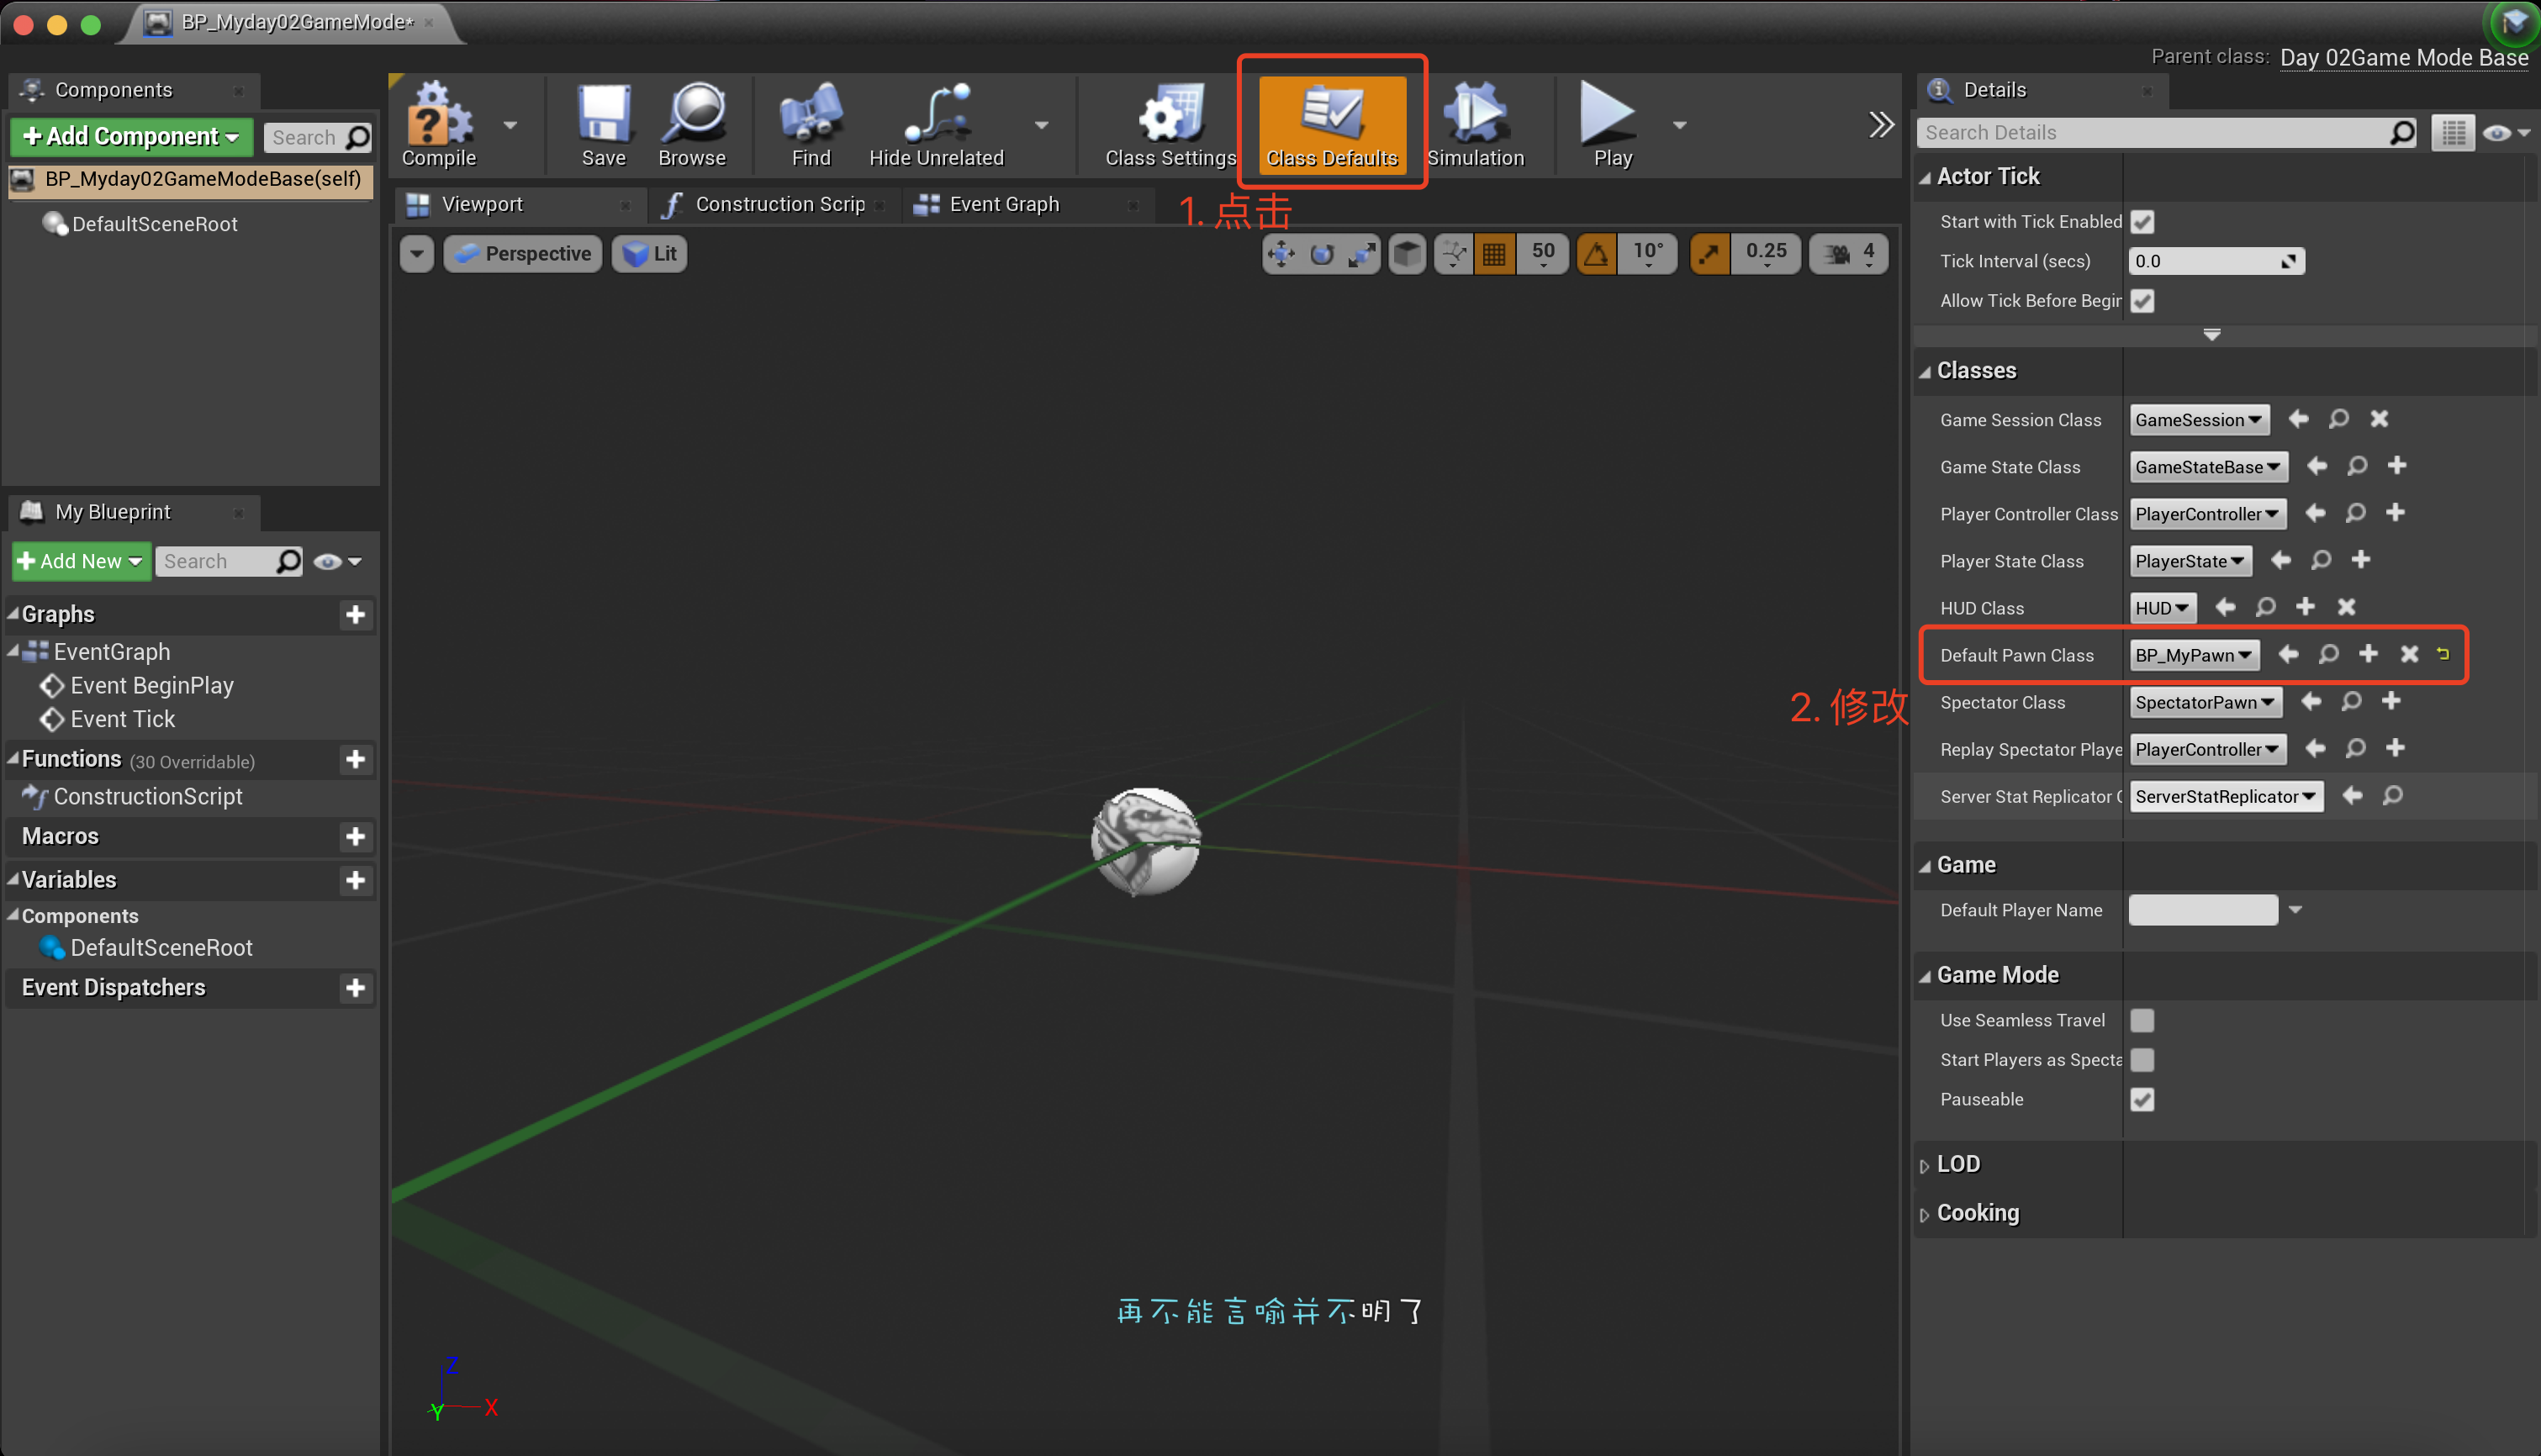 BP_Myday02GameMode*
Parent class: Day 02Game Mode Base
Components
+Add Component
Search
BP_Myday02GameModeBase(self)
DefaultSceneRoot
My Blueprint
+Add New
Search
Graphs
EventGraph
Event BeginPlay
Event Tick
Functions (30 Overridable)
ConstructionScript
Macros
Variables
Components
DefaultSceneRoot
Event Dispatchers
Compile
Save
Browse
Find
Hide Unrelated
Class Settings
Class Defaults
Simulation
Play
1. 点击
Viewport
Construction Scrip
Event Graph
Perspective
Lit
50
10°
0.25
4
再不能言喻并不明了
Z
Y
X
2. 修改
Details
Search Details
Actor Tick
Start with Tick Enabled
Tick Interval (secs) 0.0
Allow Tick Before Begin
Classes
Game Session Class GameSession
Game State Class GameStateBase
Player Controller Class PlayerController
Player State Class PlayerState
HUD Class HUD
Default Pawn Class BP_MyPawn
Spectator Class SpectatorPawn
Replay Spectator Playe PlayerController
Server Stat Replicator C ServerStatReplicator
Game
Default Player Name
Game Mode
Use Seamless Travel
Start Players as Specta
Pauseable
LOD
Cooking